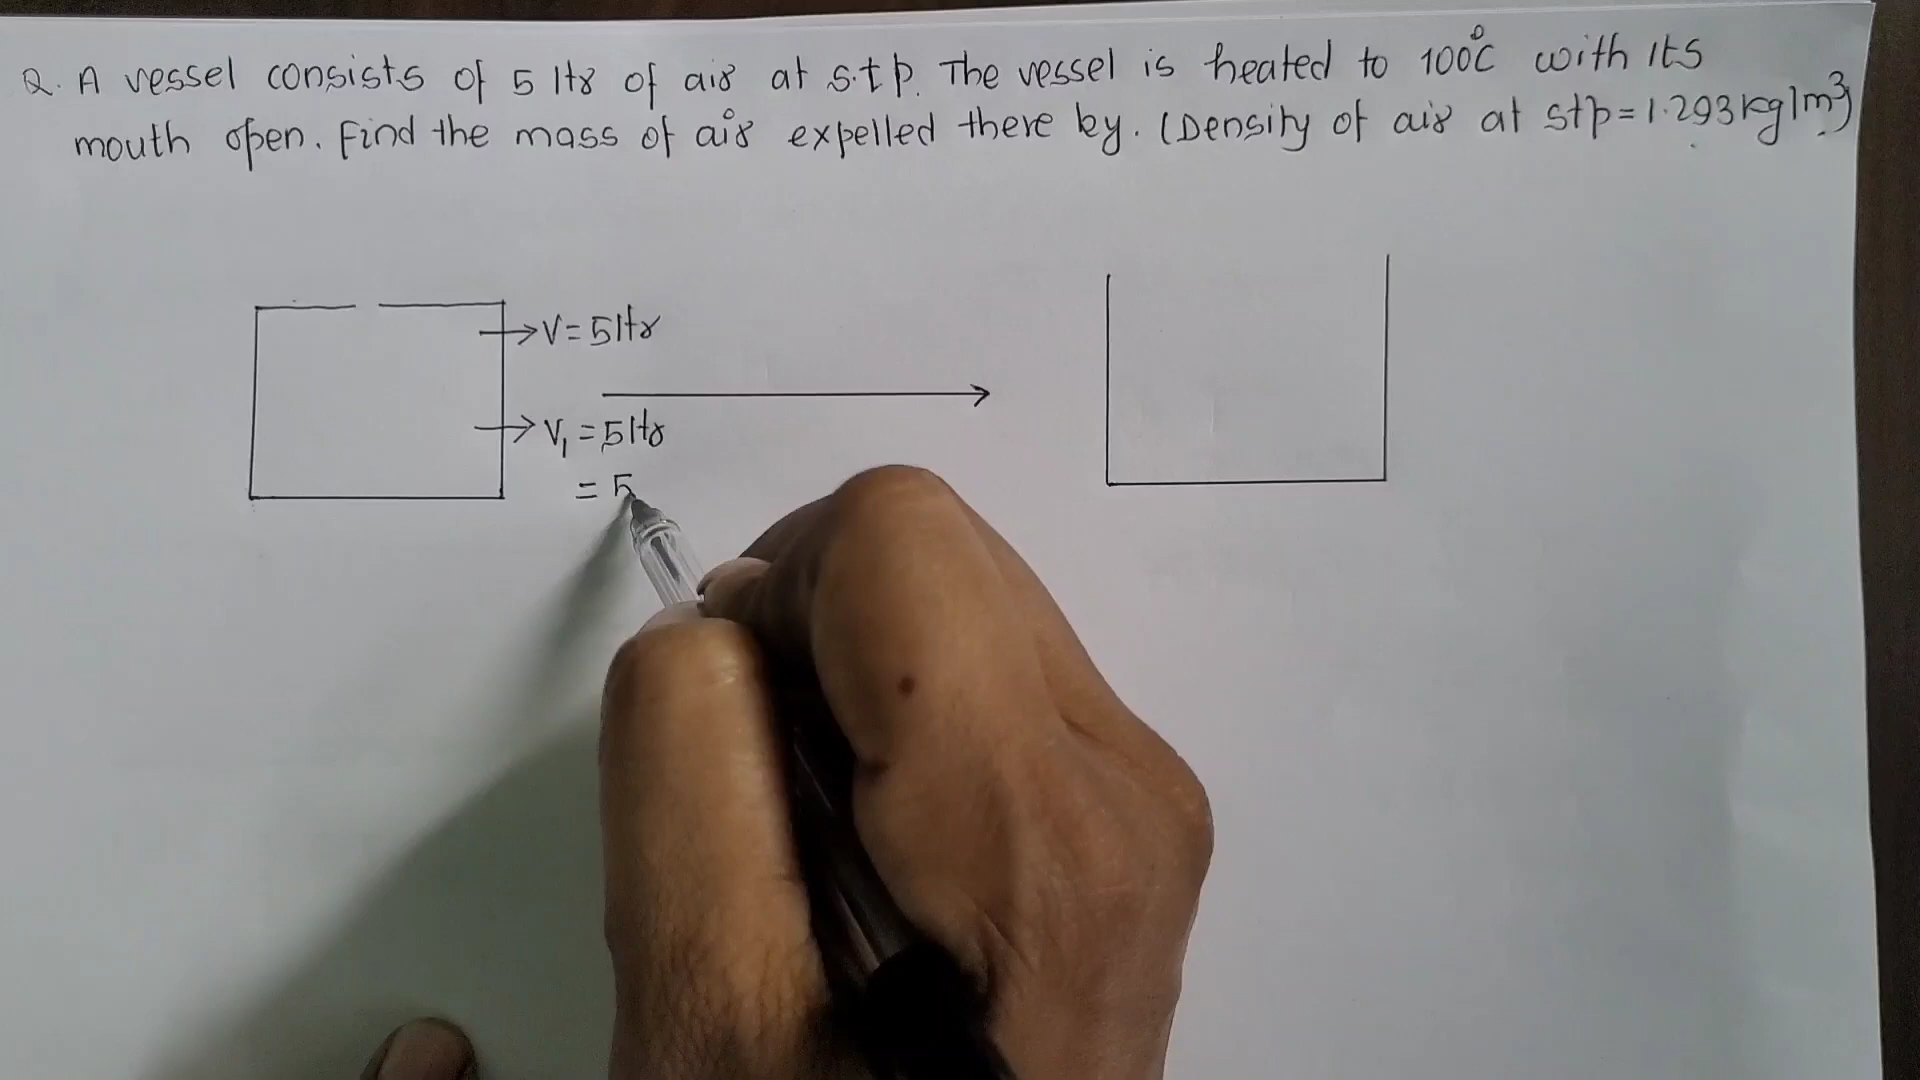 Q. A vessel consists of 5 ltr of air at s.t.p. The vessel is heated to 100°C with its
mouth open. Find the mass of air expelled there by. (Density of air at stp = 1.293 kg/m³)
V = 5 ltr
V₁ = 5 ltr
= 5